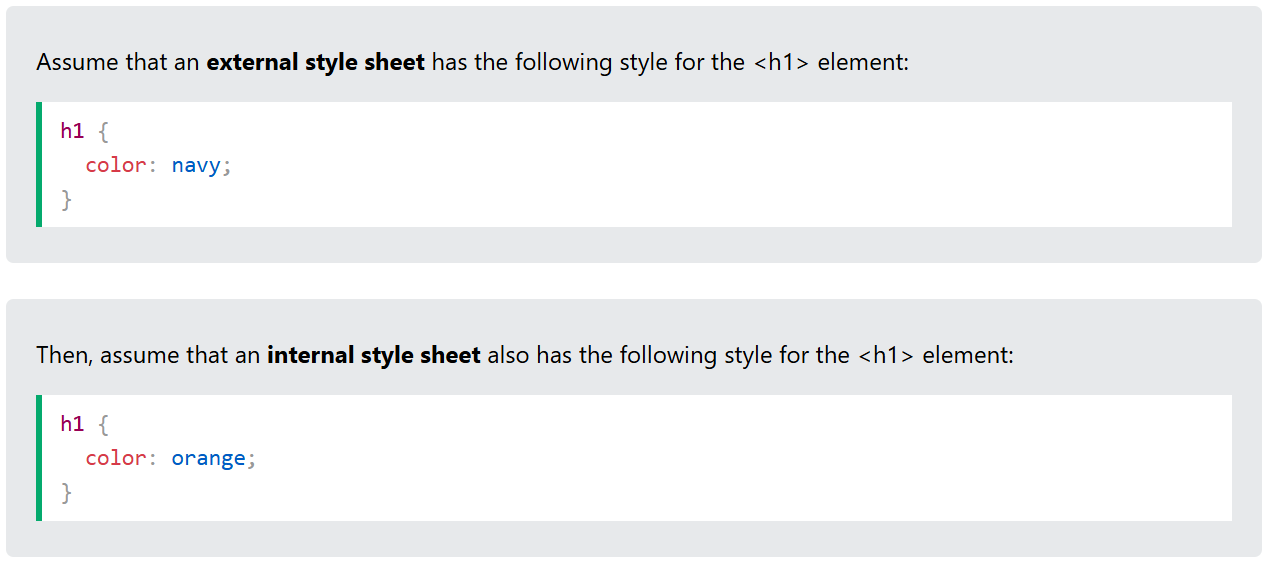 Assume that an external style sheet has the following style for the <h1> element:
h1 {
  color: navy;
}
Then, assume that an internal style sheet also has the following style for the <h1> element:
h1 {
  color: orange;
}